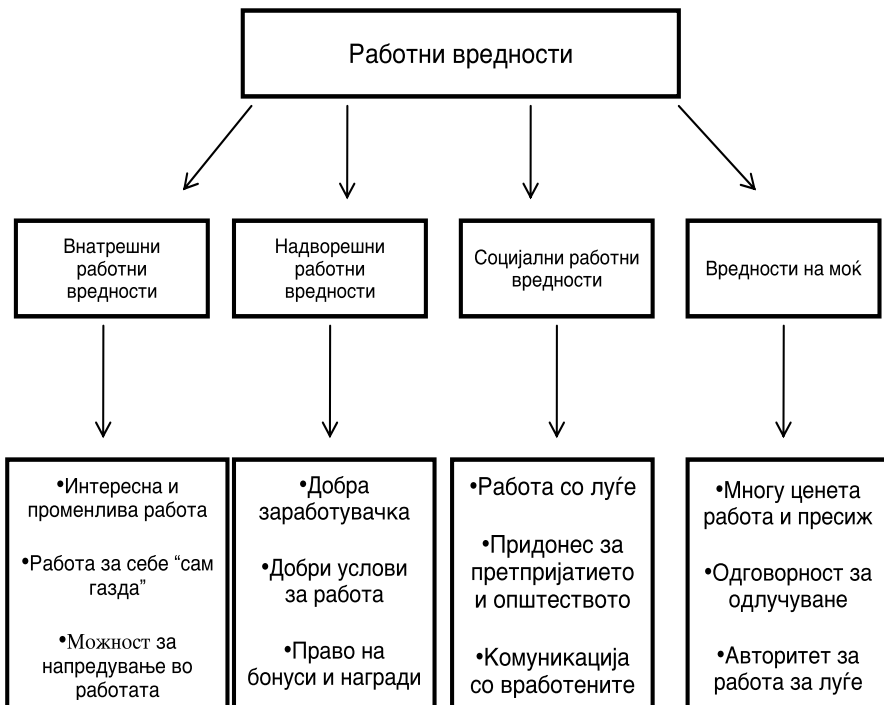 Работни вредности
Внатрешни
работни
вредности
Надворешни
работни
вредности
Социјални работни
вредности
Вредности на моќ
•Интересна и
променлива работа
•Работа за себе “сам
газда”
•Можност за
напредување во
работата
•Добра
заработувачка
•Добри услови
за работа
•Право на
бонуси и награди
•Работа со луѓе
•Придонес за
претпријатието
и општеството
•Комуникација
со вработените
•Многу ценета
работа и пресиж
•Одговорност за
одлучуване
•Авторитет за
работа за луѓе